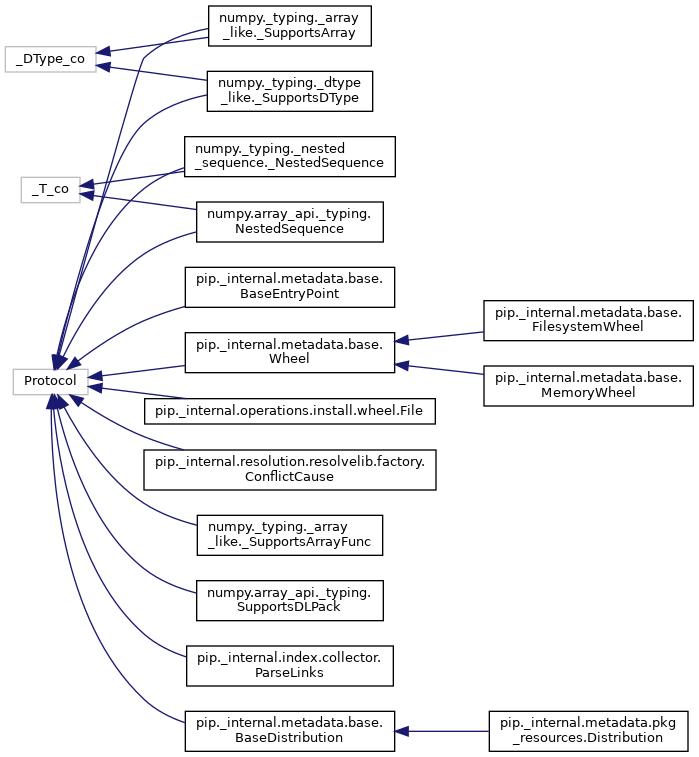 _DType_co
_T_co
Protocol
numpy._typing._array
_like._SupportsArray
numpy._typing._dtype
_like._SupportsDType
numpy._typing._nested
_sequence._NestedSequence
numpy.array_api._typing.
NestedSequence
pip._internal.metadata.base.
BaseEntryPoint
pip._internal.metadata.base.
Wheel
pip._internal.operations.install.wheel.File
pip._internal.resolution.resolvelib.factory.
ConflictCause
numpy._typing._array
_like._SupportsArrayFunc
numpy.array_api._typing.
SupportsDLPack
pip._internal.index.collector.
ParseLinks
pip._internal.metadata.base.
BaseDistribution
pip._internal.metadata.base.
FilesystemWheel
pip._internal.metadata.base.
MemoryWheel
pip._internal.metadata.pkg
_resources.Distribution